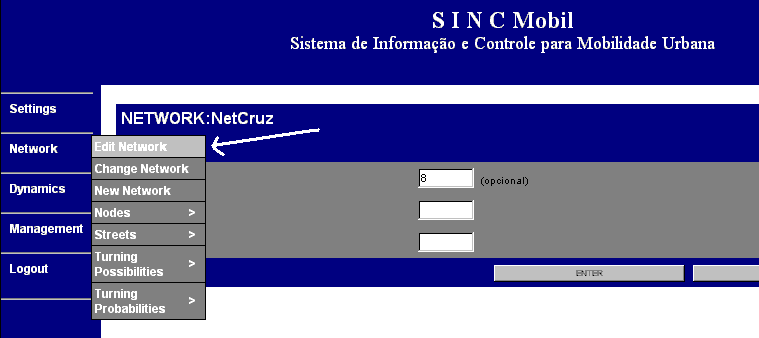 S I N C Mobil
Sistema de Informação e Controle para Mobilidade Urbana
Settings
Network
Dynamics
Management
Logout
NETWORK:NetCruz
Edit Network
Change Network
New Network
Nodes >
Streets >
Turning
Possibilities >
Turning
Probabilities >
8 (opcional)
ENTER